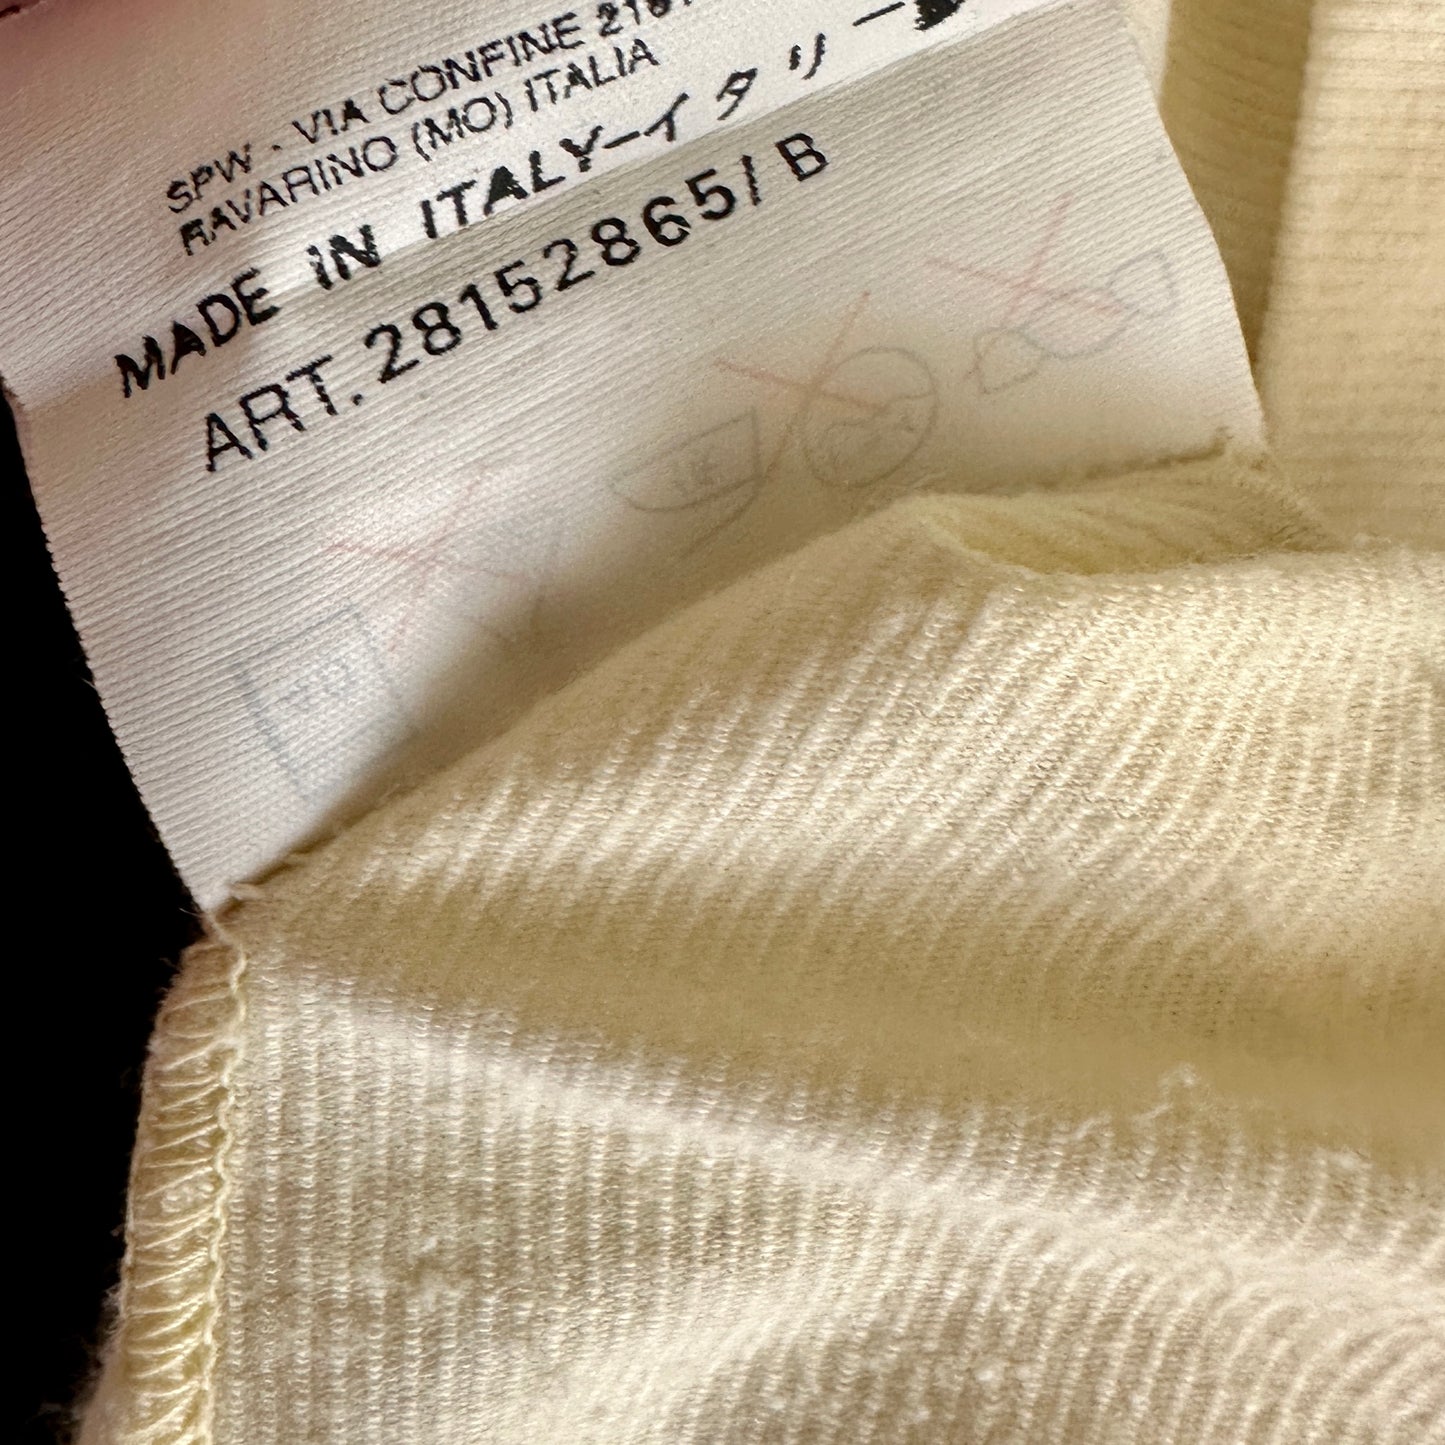 SPW - VIA CONFINE
RAVARINO (MO) ITALIA
MADE IN ITALY-イタリー
ART. 28152865/B